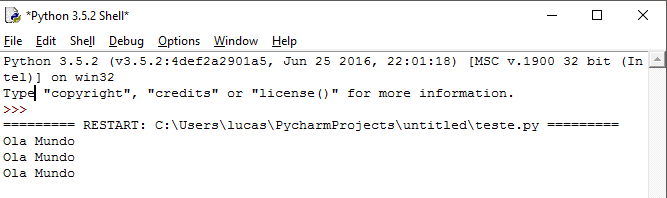 *Python 3.5.2 Shell*
File Edit Shell Debug Options Window Help
Python 3.5.2 (v3.5.2:4def2a2901a5, Jun 25 2016, 22:01:18) [MSC v.1900 32 bit (In
tel)] on win32
Type "copyright", "credits" or "license()" for more information.
>>>
========= RESTART: C:\Users\lucas\PycharmProjects\untitled\teste.py =========
Ola Mundo
Ola Mundo
Ola Mundo